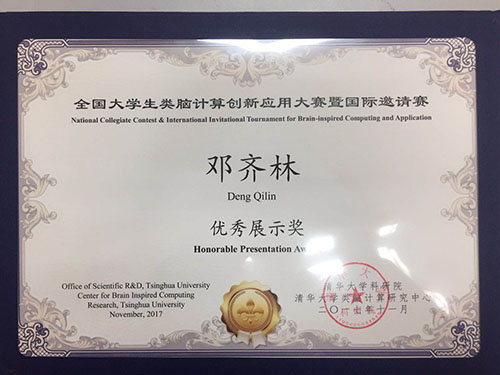 全国大学生类脑计算创新应用大赛暨国际邀请赛
National Collegiate Contest & International Invitational Tournament for Brain-inspired Computing and Application
邓齐林
Deng Qilin
优秀展示奖
Honorable Presentation
Office of Scientific R&D, Tsinghua University
Center for Brain Inspired Computing
Research, Tsinghua University
November, 2017
清华大学科研院
清华大学类脑计算研究中心
二〇一七年十一月